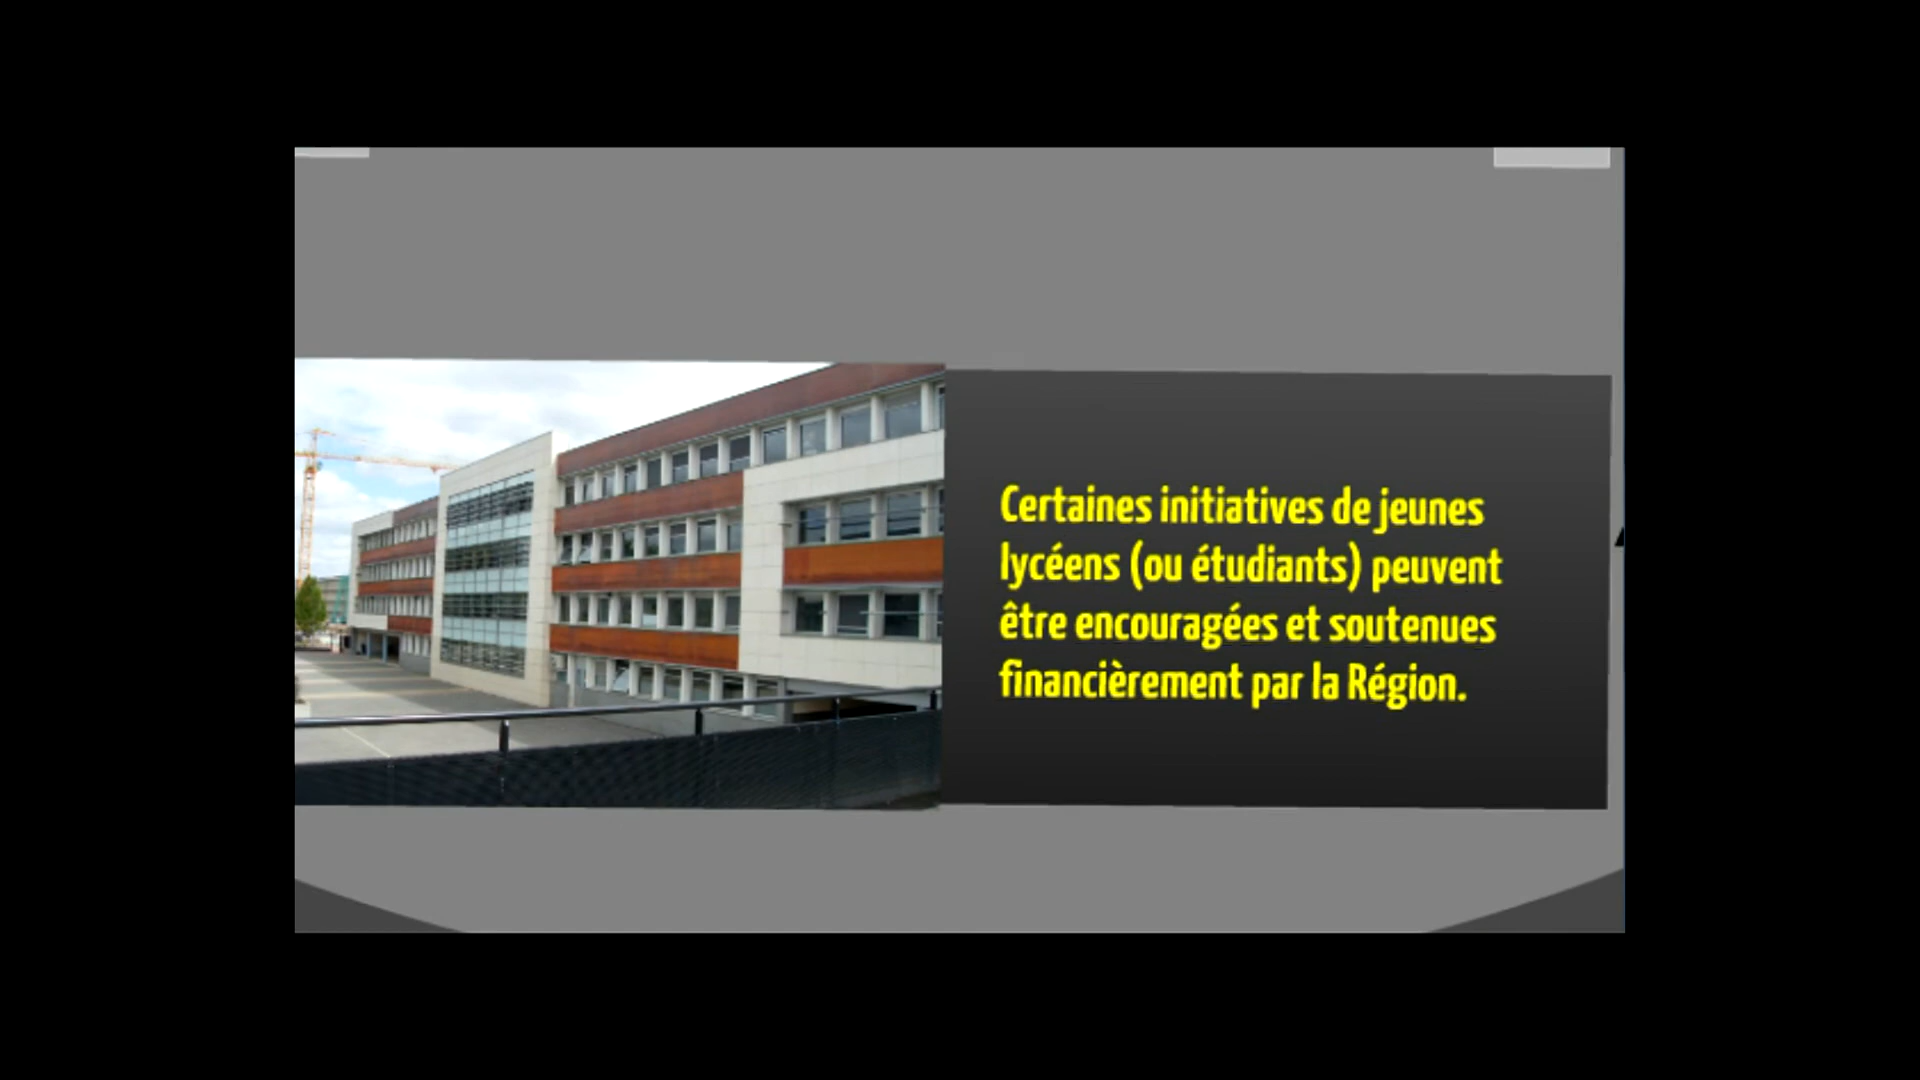 Certaines initiatives de jeunes
lycéens (ou étudiants) peuvent
être encouragées et soutenues
financièrement par la Région.